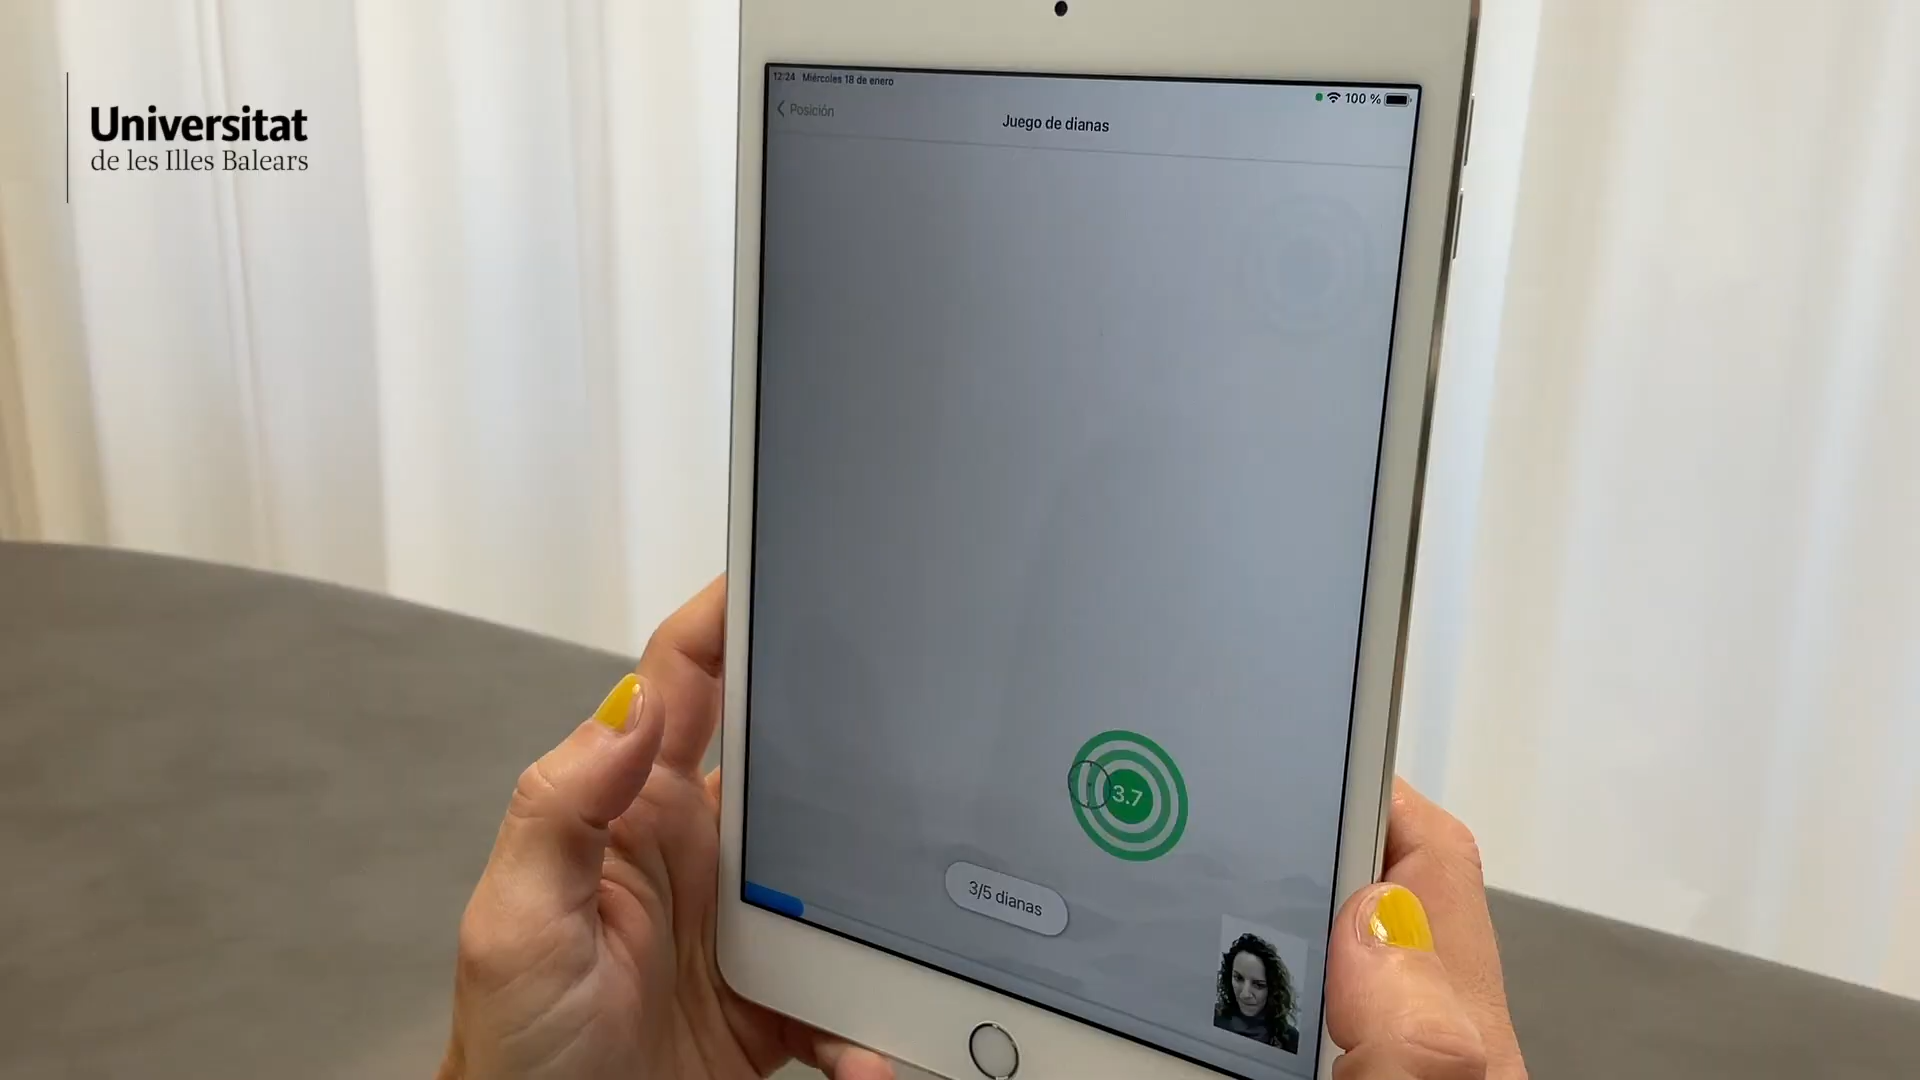 Universitat
de les Illes Balears
12:24 Miércoles 18 de enero
100 %
Posición
Juego de dianas
3.7
3/5 dianas